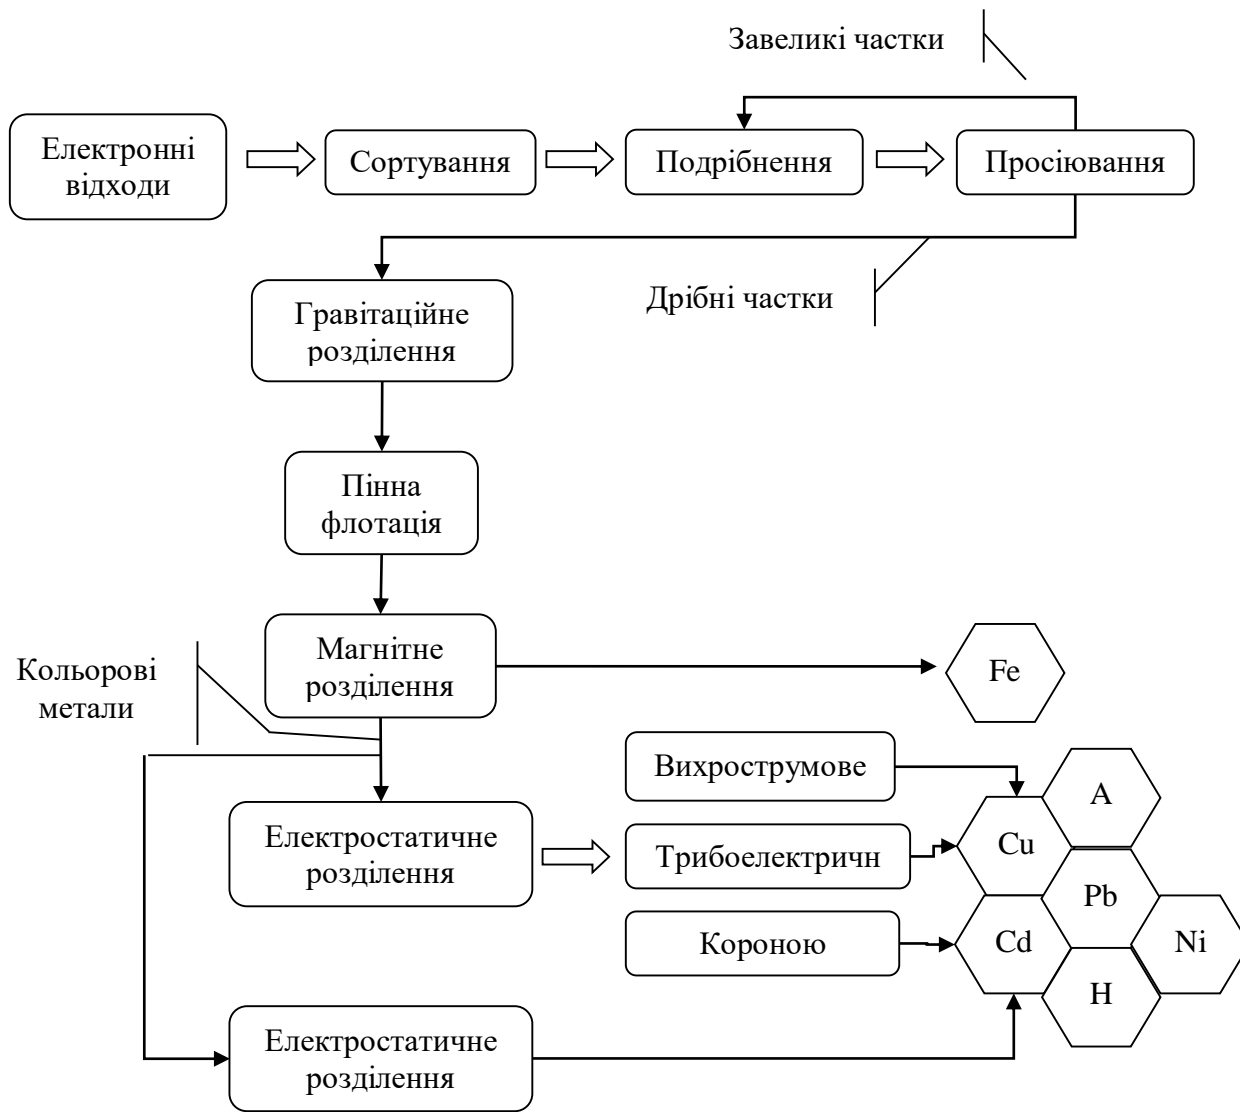 Завеликі частки
Електронні
відходи
Сортування
Подрібнення
Просіювання
Дрібні частки
Гравітаційне
розділення
Пінна
флотація
Магнітне
розділення
Fe
Кольорові
метали
Вихрострумове
A
Електростатичне
розділення
Трибоелектричн
Cu
Pb
Короною
Cd
Ni
H
Електростатичне
розділення